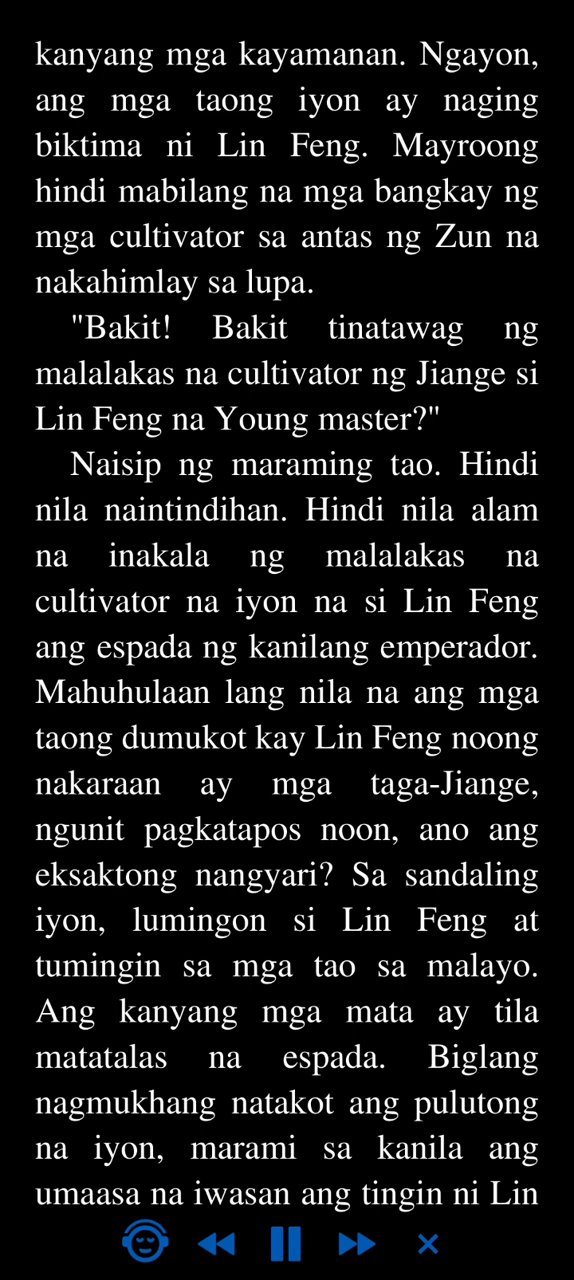 kanyang mga kayamanan. Ngayon,
ang mga taong iyon ay naging
biktima ni Lin Feng. Mayroong
hindi mabilang na mga bangkay ng
mga cultivator sa antas ng Zun na
nakahimlay sa lupa.
"Bakit! Bakit tinatawag ng
malalakas na cultivator ng Jiange si
Lin Feng na Young master?"
Naisip ng maraming tao. Hindi
nila naintindihan. Hindi nila alam
na inakala ng malalakas na
cultivator na iyon na si Lin Feng
ang espada ng kanilang emperador.
Mahuhulaan lang nila na ang mga
taong dumukot kay Lin Feng noong
nakaraan ay mga taga-Jiange,
ngunit pagkatapos noon, ano ang
eksaktong nangyari? Sa sandaling
iyon, lumingon si Lin Feng at
tumingin sa mga tao sa malayo.
Ang kanyang mga mata ay tila
matatalas na espada. Biglang
nagmukhang natakot ang pulutong
na iyon, marami sa kanila ang
umaasa na iwasan ang tingin ni Lin